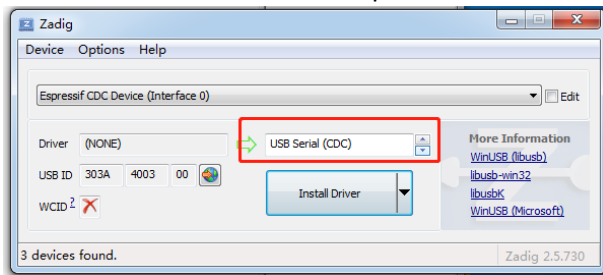 Zadig
Device Options Help
Espressif CDC Device (Interface 0)
Edit
Driver (NONE) USB Serial (CDC)
USB ID 303A 4003 00
WCID ?
Install Driver
More Information
WinUSB (libusb)
libusb-win32
libusbK
WinUSB (Microsoft)
3 devices found.
Zadig 2.5.730